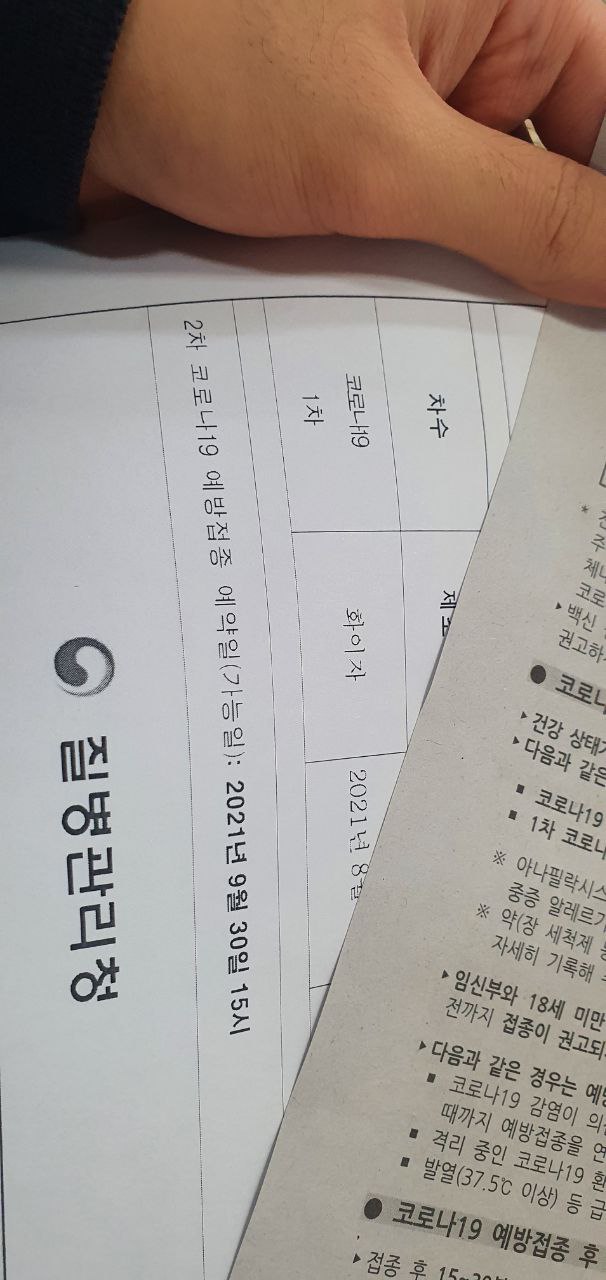 차수
코로나19
1차
화이자
2021년 8월
2차 코로나19 예방접종 예약일(가능일): 2021년 9월 30일 15시
질병관리청
코로
▸백신
권고하
● 코로나
▸건강 상태
▸다음과 같은
▪ 코로나19
▪ 1차 코로나
※ 아나필락시스
중증 알레르기
※ 약(장 세척제
자세히 기록해
▸임신부와 18세 미만
전까지 접종이 권고되
▸다음과 같은 경우는 예방
▪ 코로나19 감염이 의
때까지 예방접종을 연
▪ 격리 중인 코로나19 환
▪ 발열(37.5℃ 이상) 등 급
● 코로나19 예방접종 후
▸접종 후 15~30분